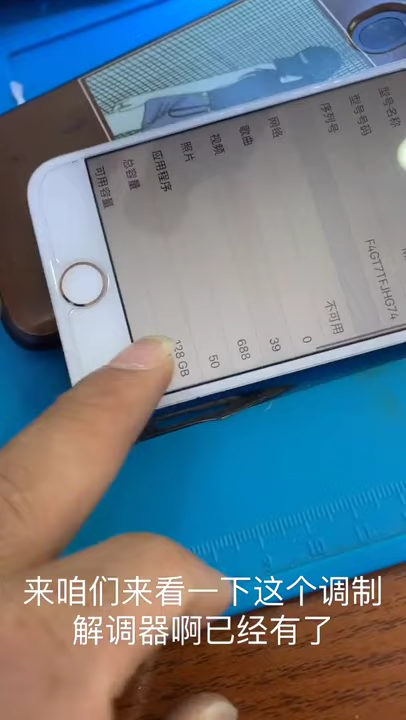 型号名称
型号号码
序列号 F4GT7TFJHG74
网络 不可用
歌曲 0
视频 39
照片 688
应用程序 50
总容量 128 GB
可用容量
来咱们来看一下这个调制
解调器啊已经有了